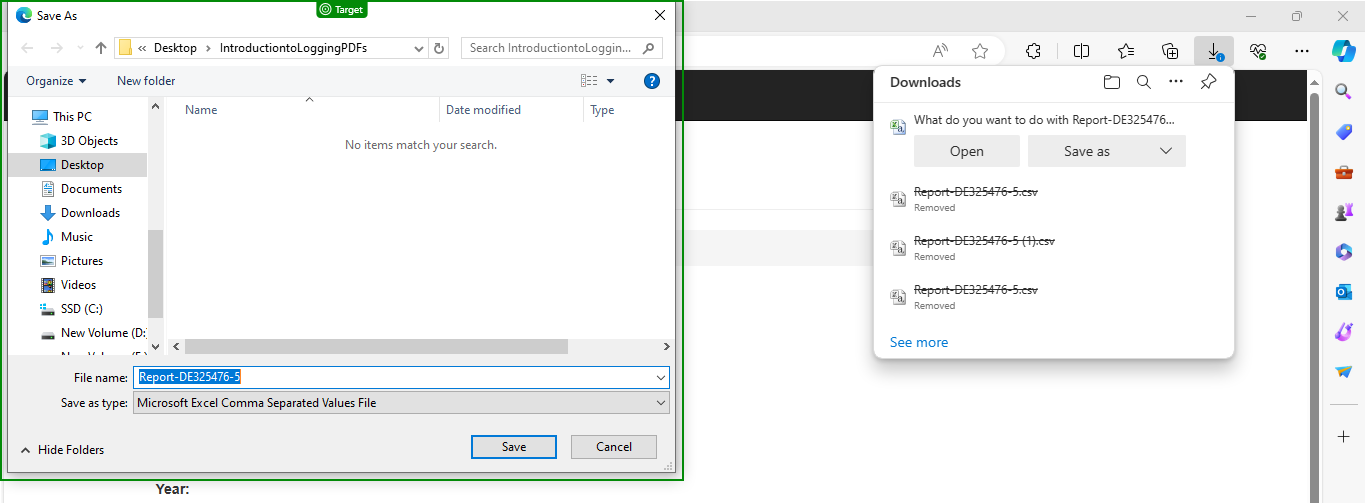 Save As
Target
« Desktop > IntroductiontoLoggingPDFs
Search IntroductiontoLoggin...
Organize
New folder
This PC
3D Objects
Desktop
Documents
Downloads
Music
Pictures
Videos
SSD (C:)
New Volume (D:
Name
Date modified
Type
No items match your search.
File name:
Report-DE325476-5
Save as type:
Microsoft Excel Comma Separated Values File
Hide Folders
Save
Cancel
Year:
Downloads
What do you want to do with Report-DE325476...
Open
Save as
Report-DE325476-5.csv
Removed
Report-DE325476-5 (1).csv
Removed
Report-DE325476-5.csv
Removed
See more